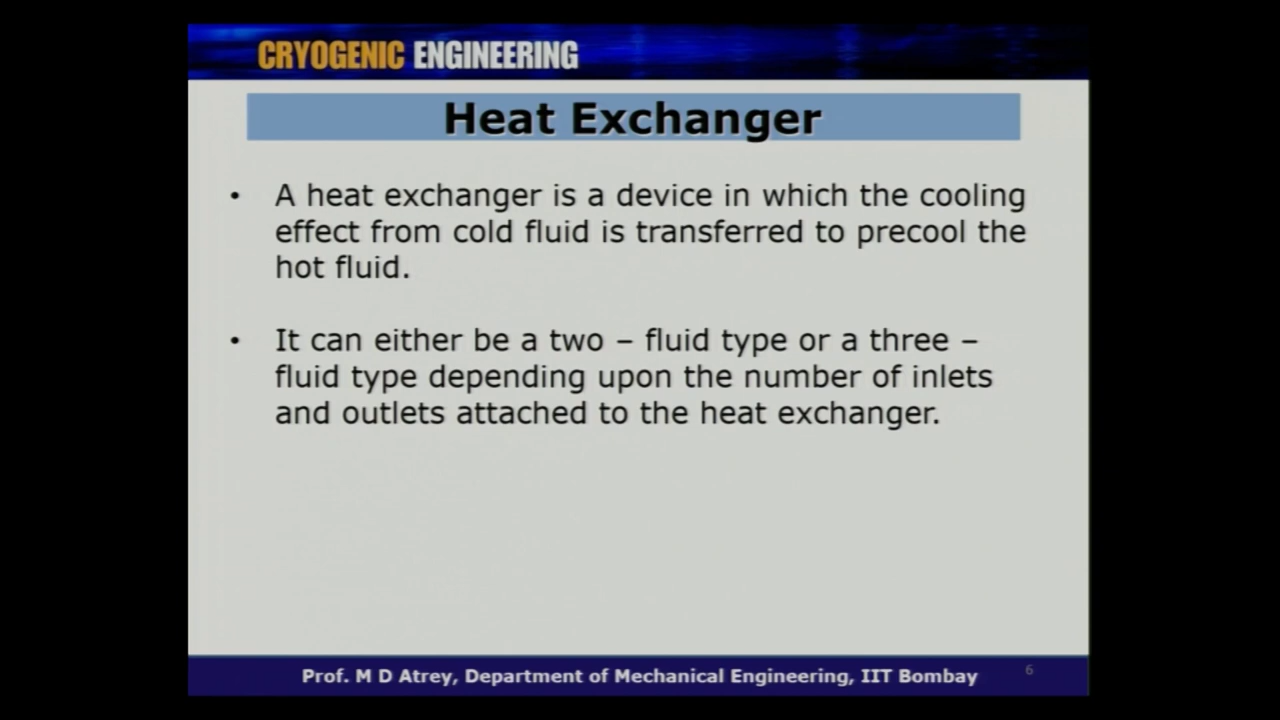 CRYOGENIC ENGINEERING
Heat Exchanger
• A heat exchanger is a device in which the cooling
effect from cold fluid is transferred to precool the
hot fluid.
• It can either be a two – fluid type or a three –
fluid type depending upon the number of inlets
and outlets attached to the heat exchanger.
Prof. M D Atrey, Department of Mechanical Engineering, IIT Bombay
6